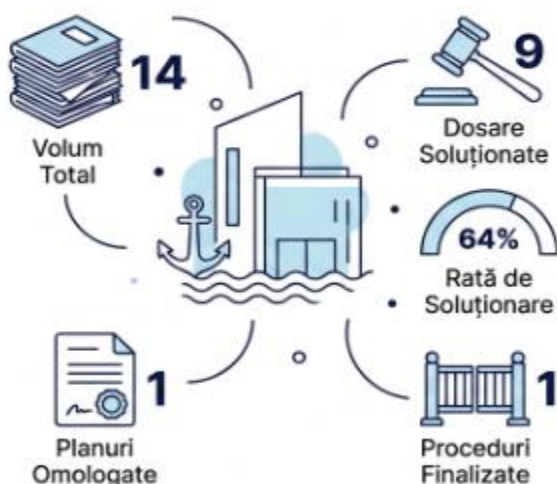 14
Volum
Total
9
Dosare
Soluționate
64%
Rată de
Soluționare
1
Planuri
Omologate
1
Proceduri
Finalizate